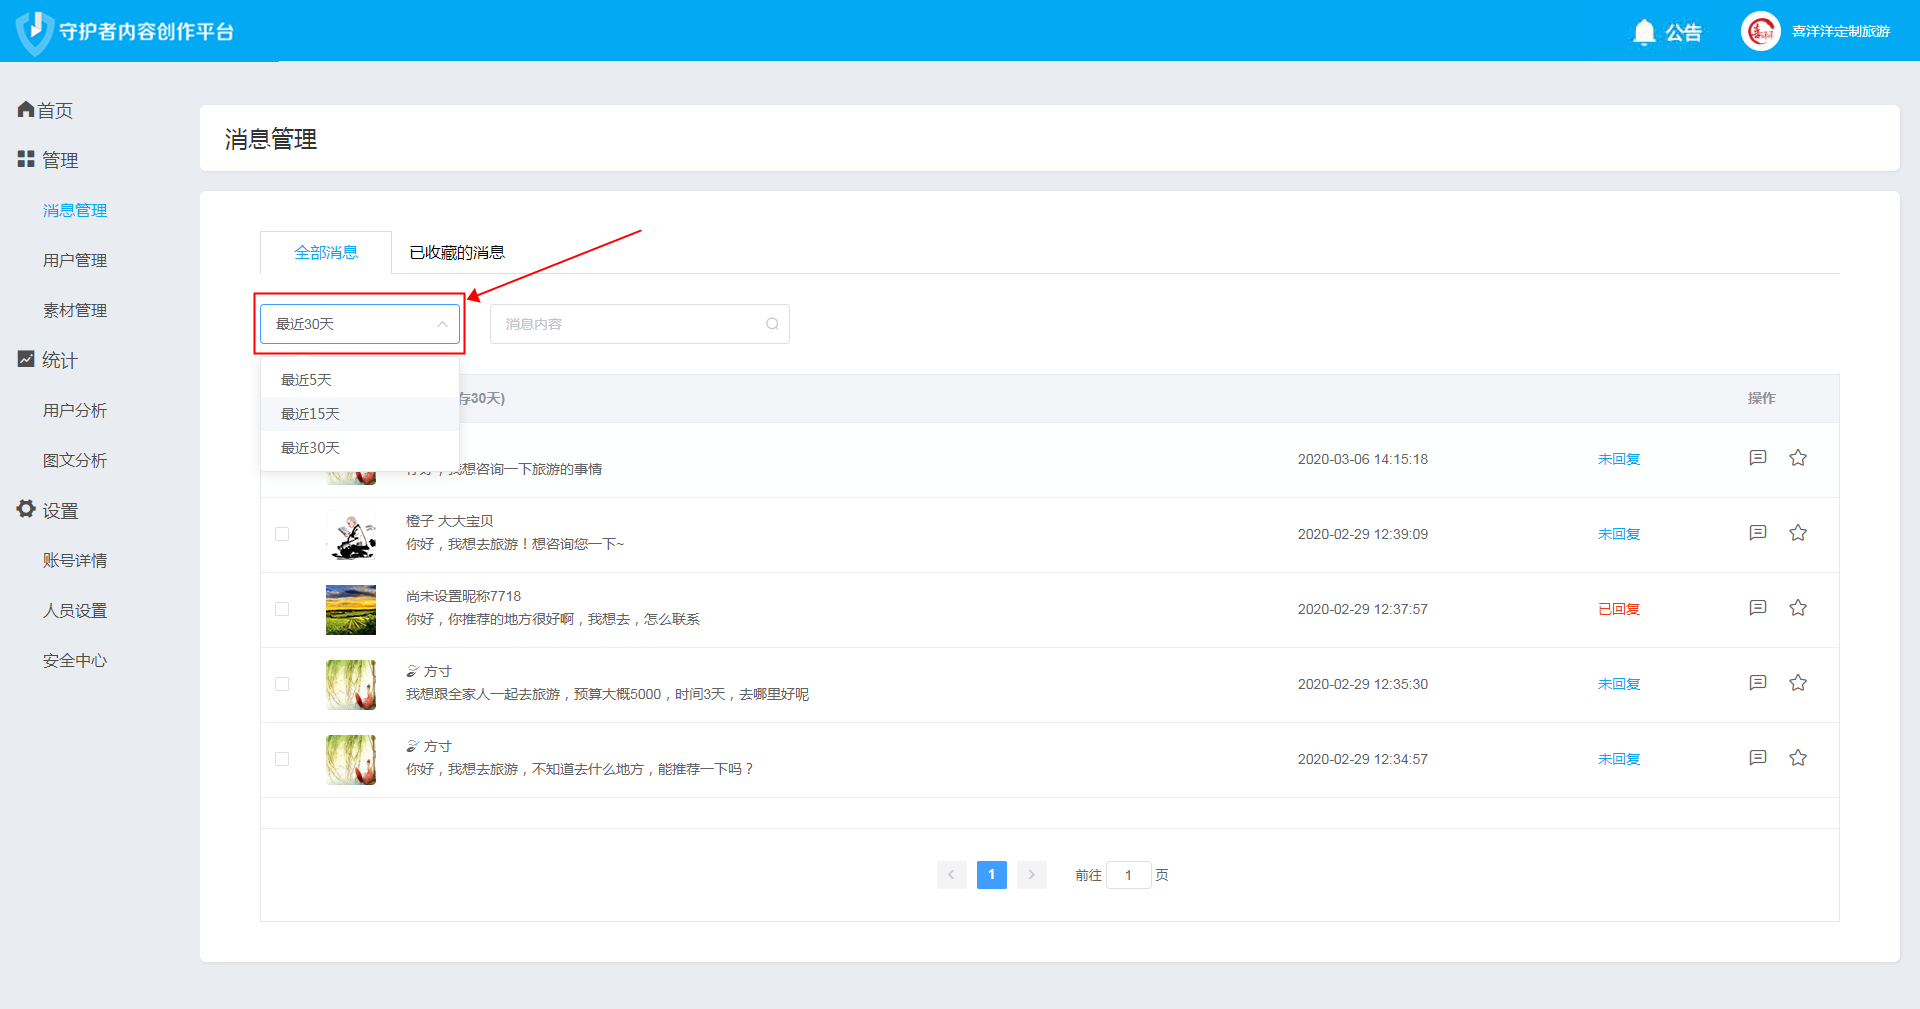 守护者内容创作平台
公告
喜洋洋定制旅游
首页
管理
消息管理
用户管理
素材管理
统计
用户分析
图文分析
设置
账号详情
人员设置
安全中心
消息管理
全部消息 已收藏的消息
最近30天
消息内容
最近5天
最近15天
最近30天
存30天) 操作
我想咨询一下旅游的事情 2020-03-06 14:15:18 未回复
橙子 大大宝贝
你好，我想去旅游！想咨询您一下~ 2020-02-29 12:39:09 未回复
尚未设置昵称7718
你好，你推荐的地方很好啊，我想去，怎么联系 2020-02-29 12:37:57 已回复
方寸
我想跟全家人一起去旅游，预算大概5000，时间3天，去哪里好呢 2020-02-29 12:35:30 未回复
方寸
你好，我想去旅游，不知道去什么地方，能推荐一下吗？ 2020-02-29 12:34:57 未回复
1 前往 1 页